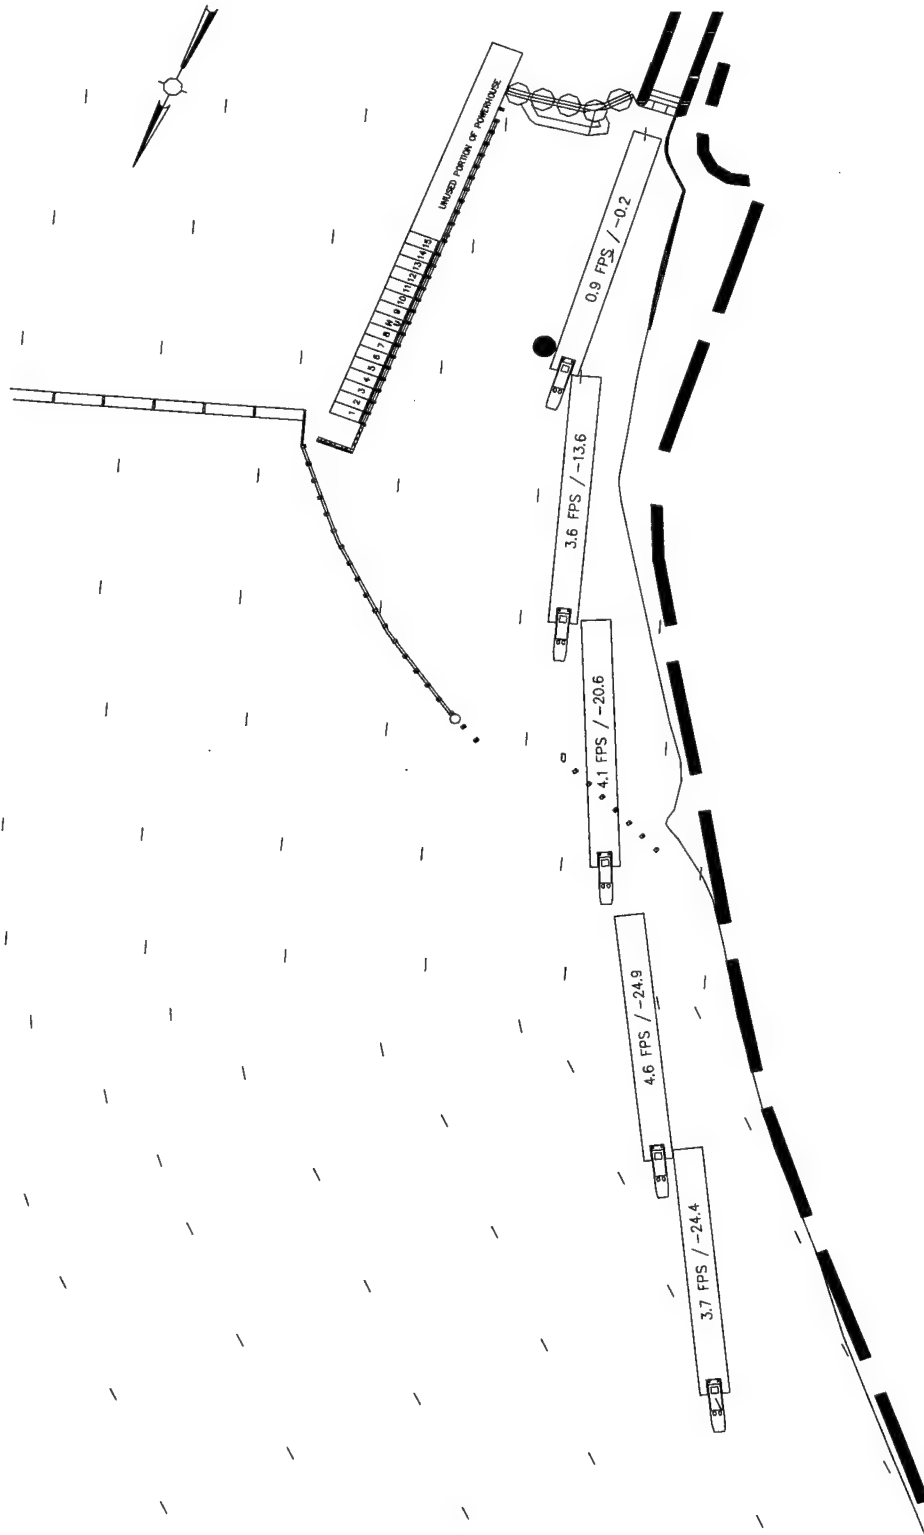 UNUSED PORTION OF POWERHOUSE
1 2 3 4 5 6 7 8 9 10 11 12 13 14 15
0.9 FPS / -0.2
3.6 FPS / -13.6
4.1 FPS / -20.6
4.6 FPS / -24.9
3.7 FPS / -24.4